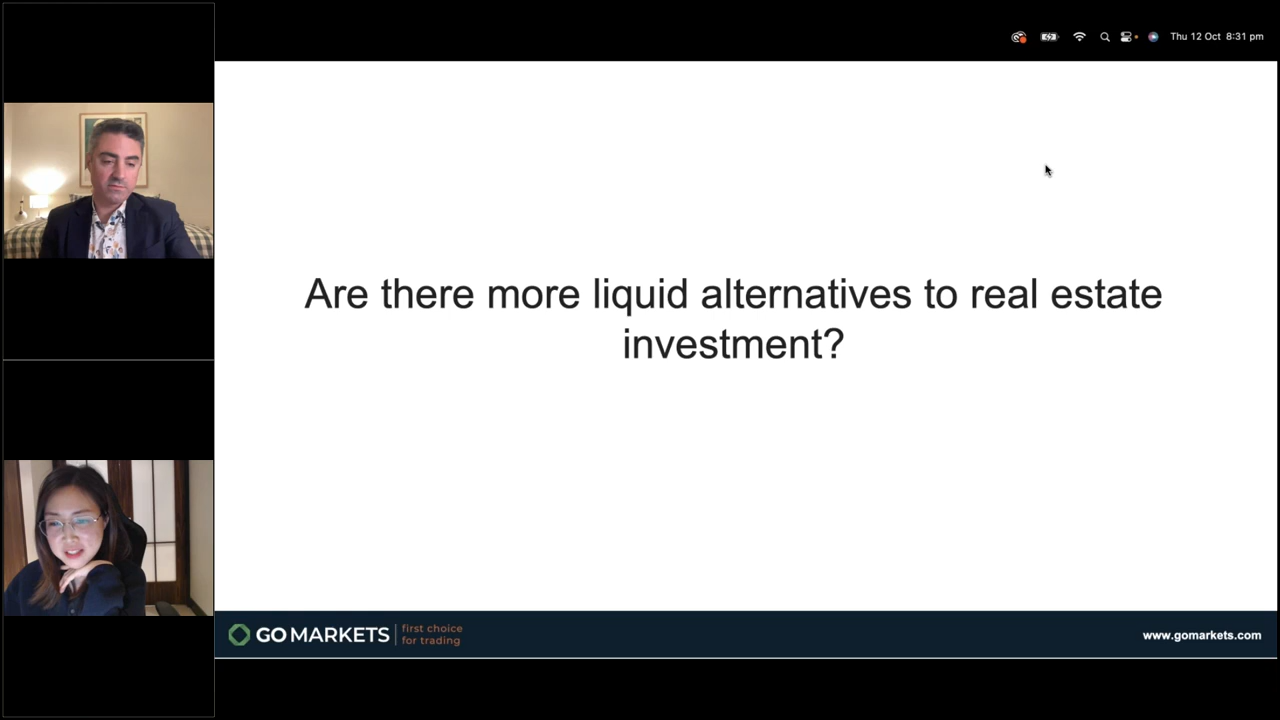 Thu 12 Oct 8:31 pm
Are there more liquid alternatives to real estate
investment?
GO MARKETS
first choice
for trading
www.gomarkets.com